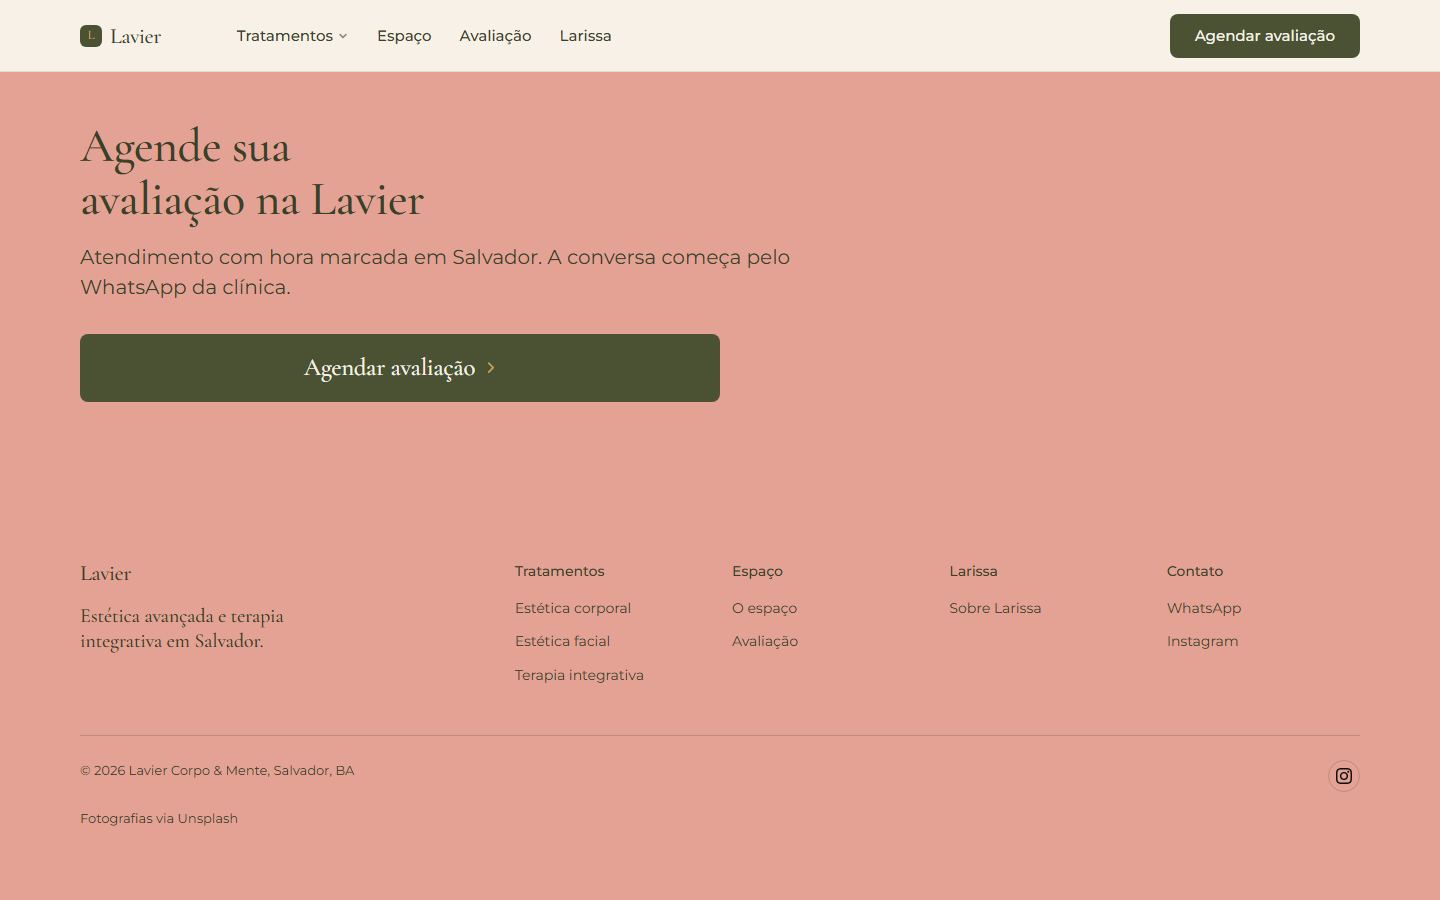 L Lavier Tratamentos Espaço Avaliação Larissa Agendar avaliação
Agende sua
avaliação na Lavier
Atendimento com hora marcada em Salvador. A conversa começa pelo
WhatsApp da clínica.
Agendar avaliação
Lavier
Estética avançada e terapia
integrativa em Salvador.
Tratamentos
Estética corporal
Estética facial
Terapia integrativa
Espaço
O espaço
Avaliação
Larissa
Sobre Larissa
Contato
WhatsApp
Instagram
© 2026 Lavier Corpo & Mente, Salvador, BA
Fotografias via Unsplash